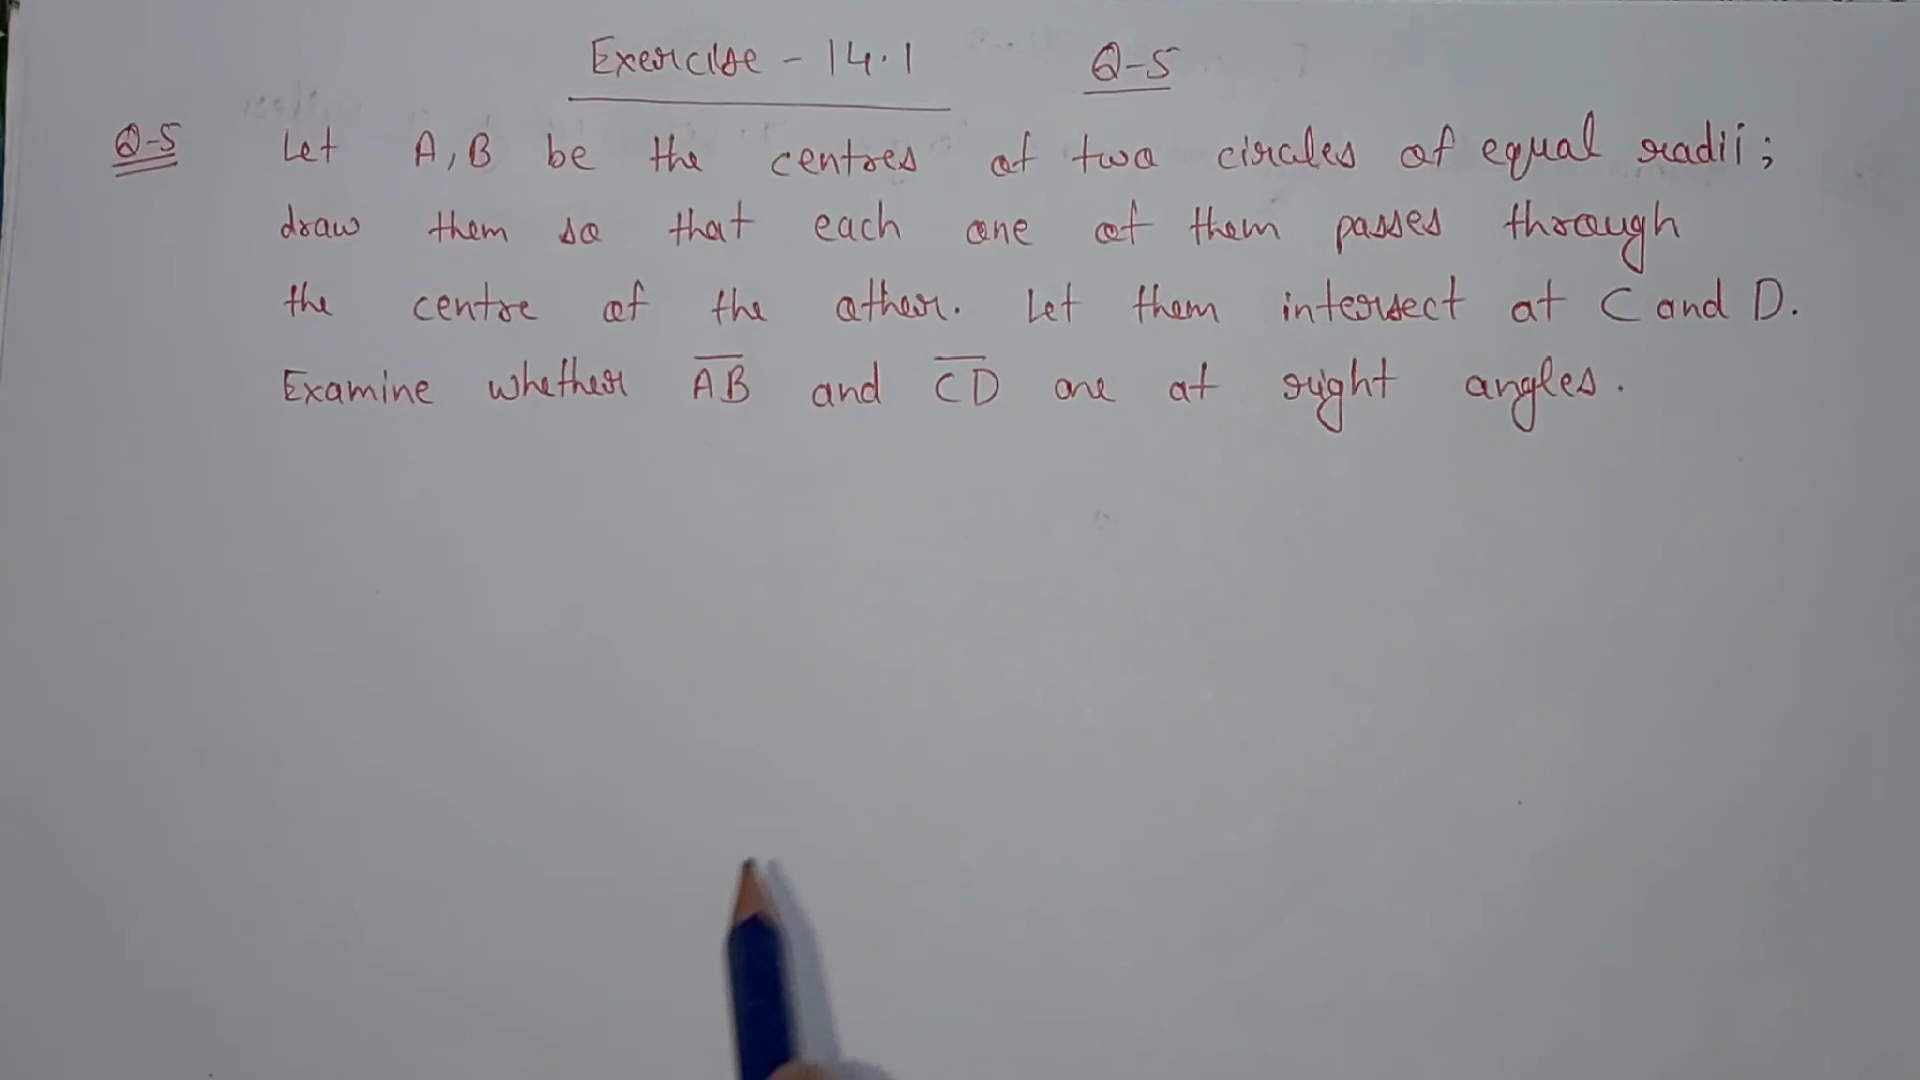 Exercise - 14.1 Q-5
Q-5 Let A, B be the centres of two circles of equal radii;
draw them so that each one of them passes through
the centre of the other. Let them intersect at C and D.
Examine whether A̅B̅ and C̅D̅ are at right angles.